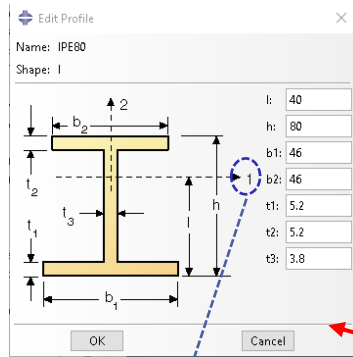 Edit Profile
Name: IPE80
Shape: I
l: 40
h: 80
b1: 46
b2: 46
t1: 5.2
t2: 5.2
t3: 3.8
2
b2
t2
1
h
t3
l
t1
b1
OK Cancel